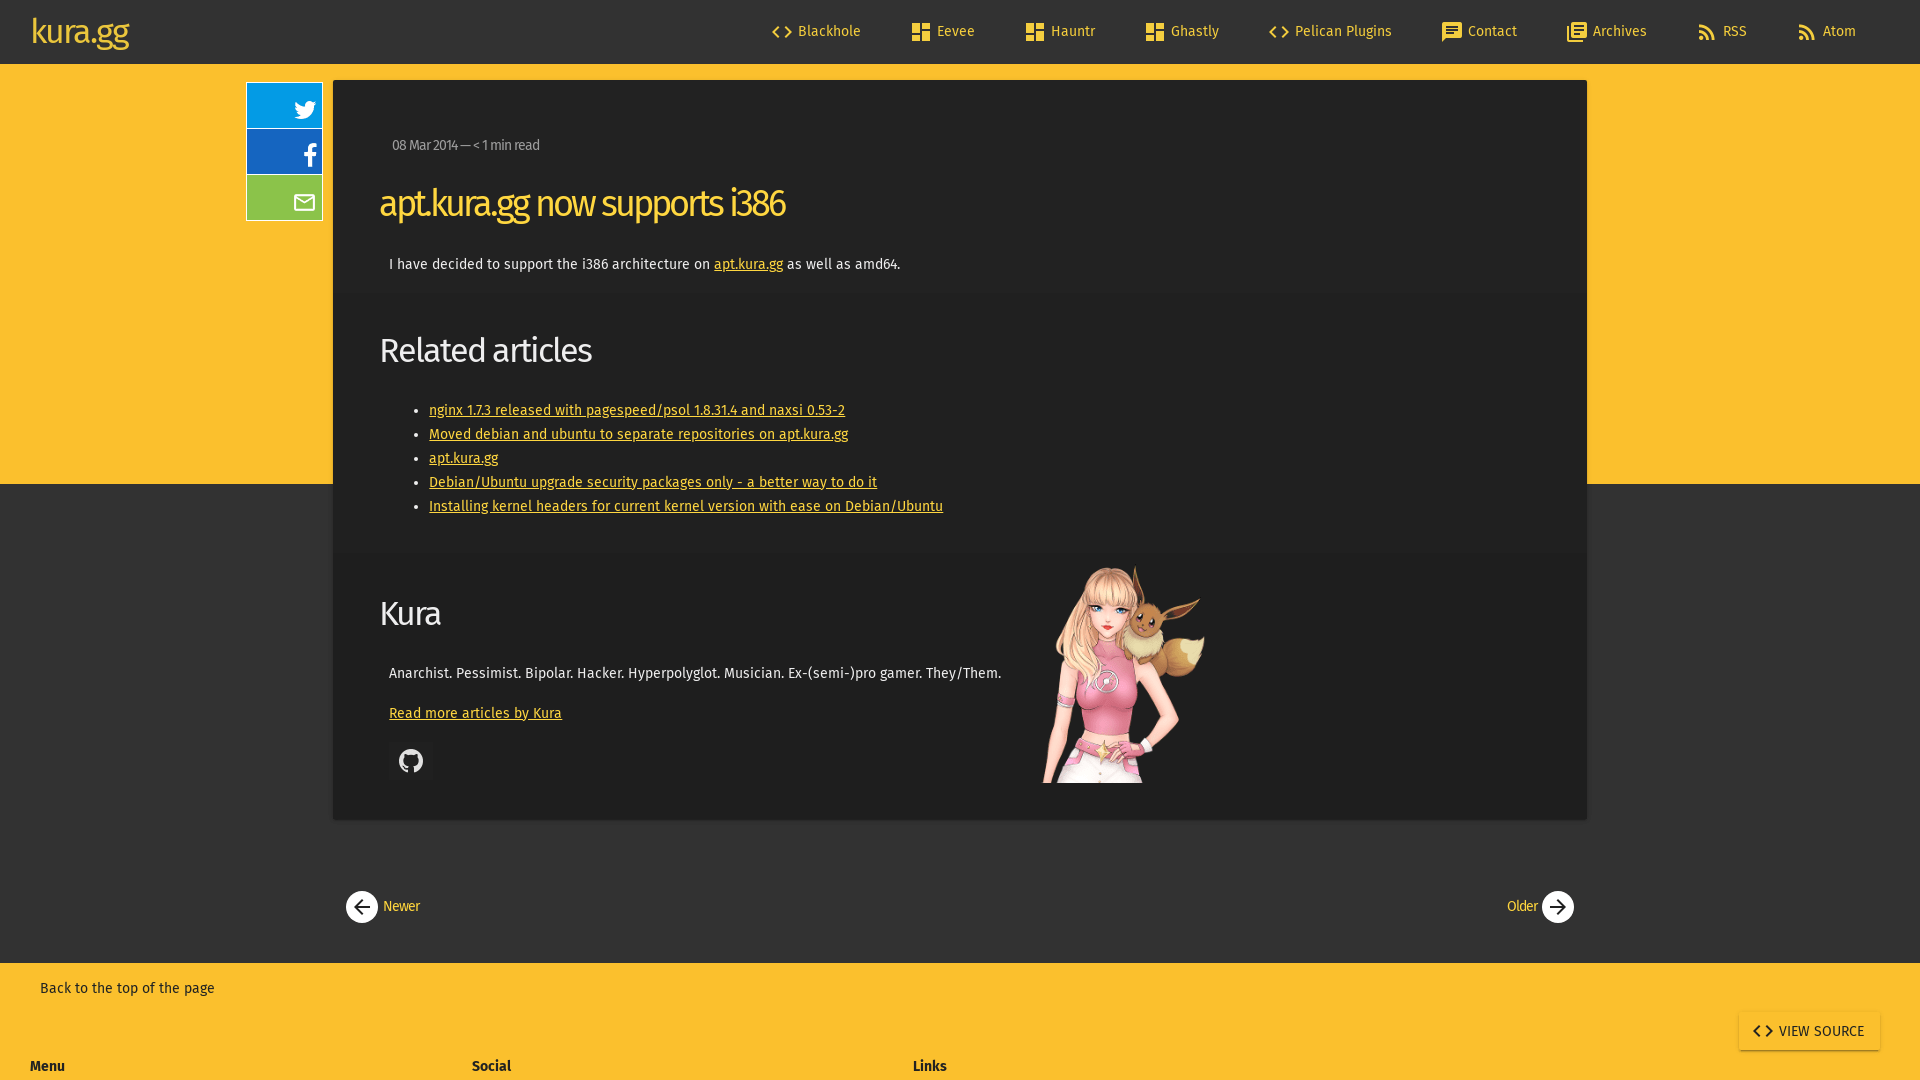 kura.gg
Blackhole
Eevee
Hauntr
Ghastly
Pelican Plugins
Contact
Archives
RSS
Atom
08 Mar 2014 — < 1 min read
apt.kura.gg now supports i386
I have decided to support the i386 architecture on apt.kura.gg as well as amd64.
Related articles
nginx 1.7.3 released with pagespeed/psol 1.8.31.4 and naxsi 0.53-2
Moved debian and ubuntu to separate repositories on apt.kura.gg
apt.kura.gg
Debian/Ubuntu upgrade security packages only - a better way to do it
Installing kernel headers for current kernel version with ease on Debian/Ubuntu
Kura
Anarchist. Pessimist. Bipolar. Hacker. Hyperpolyglot. Musician. Ex-(semi-)pro gamer. They/Them.
Read more articles by Kura
Newer
Older
Back to the top of the page
VIEW SOURCE
Menu
Social
Links